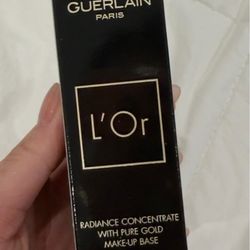 GUERLAIN
PARIS
L'Or
RADIANCE CONCENTRATE
WITH PURE GOLD
MAKE-UP BASE